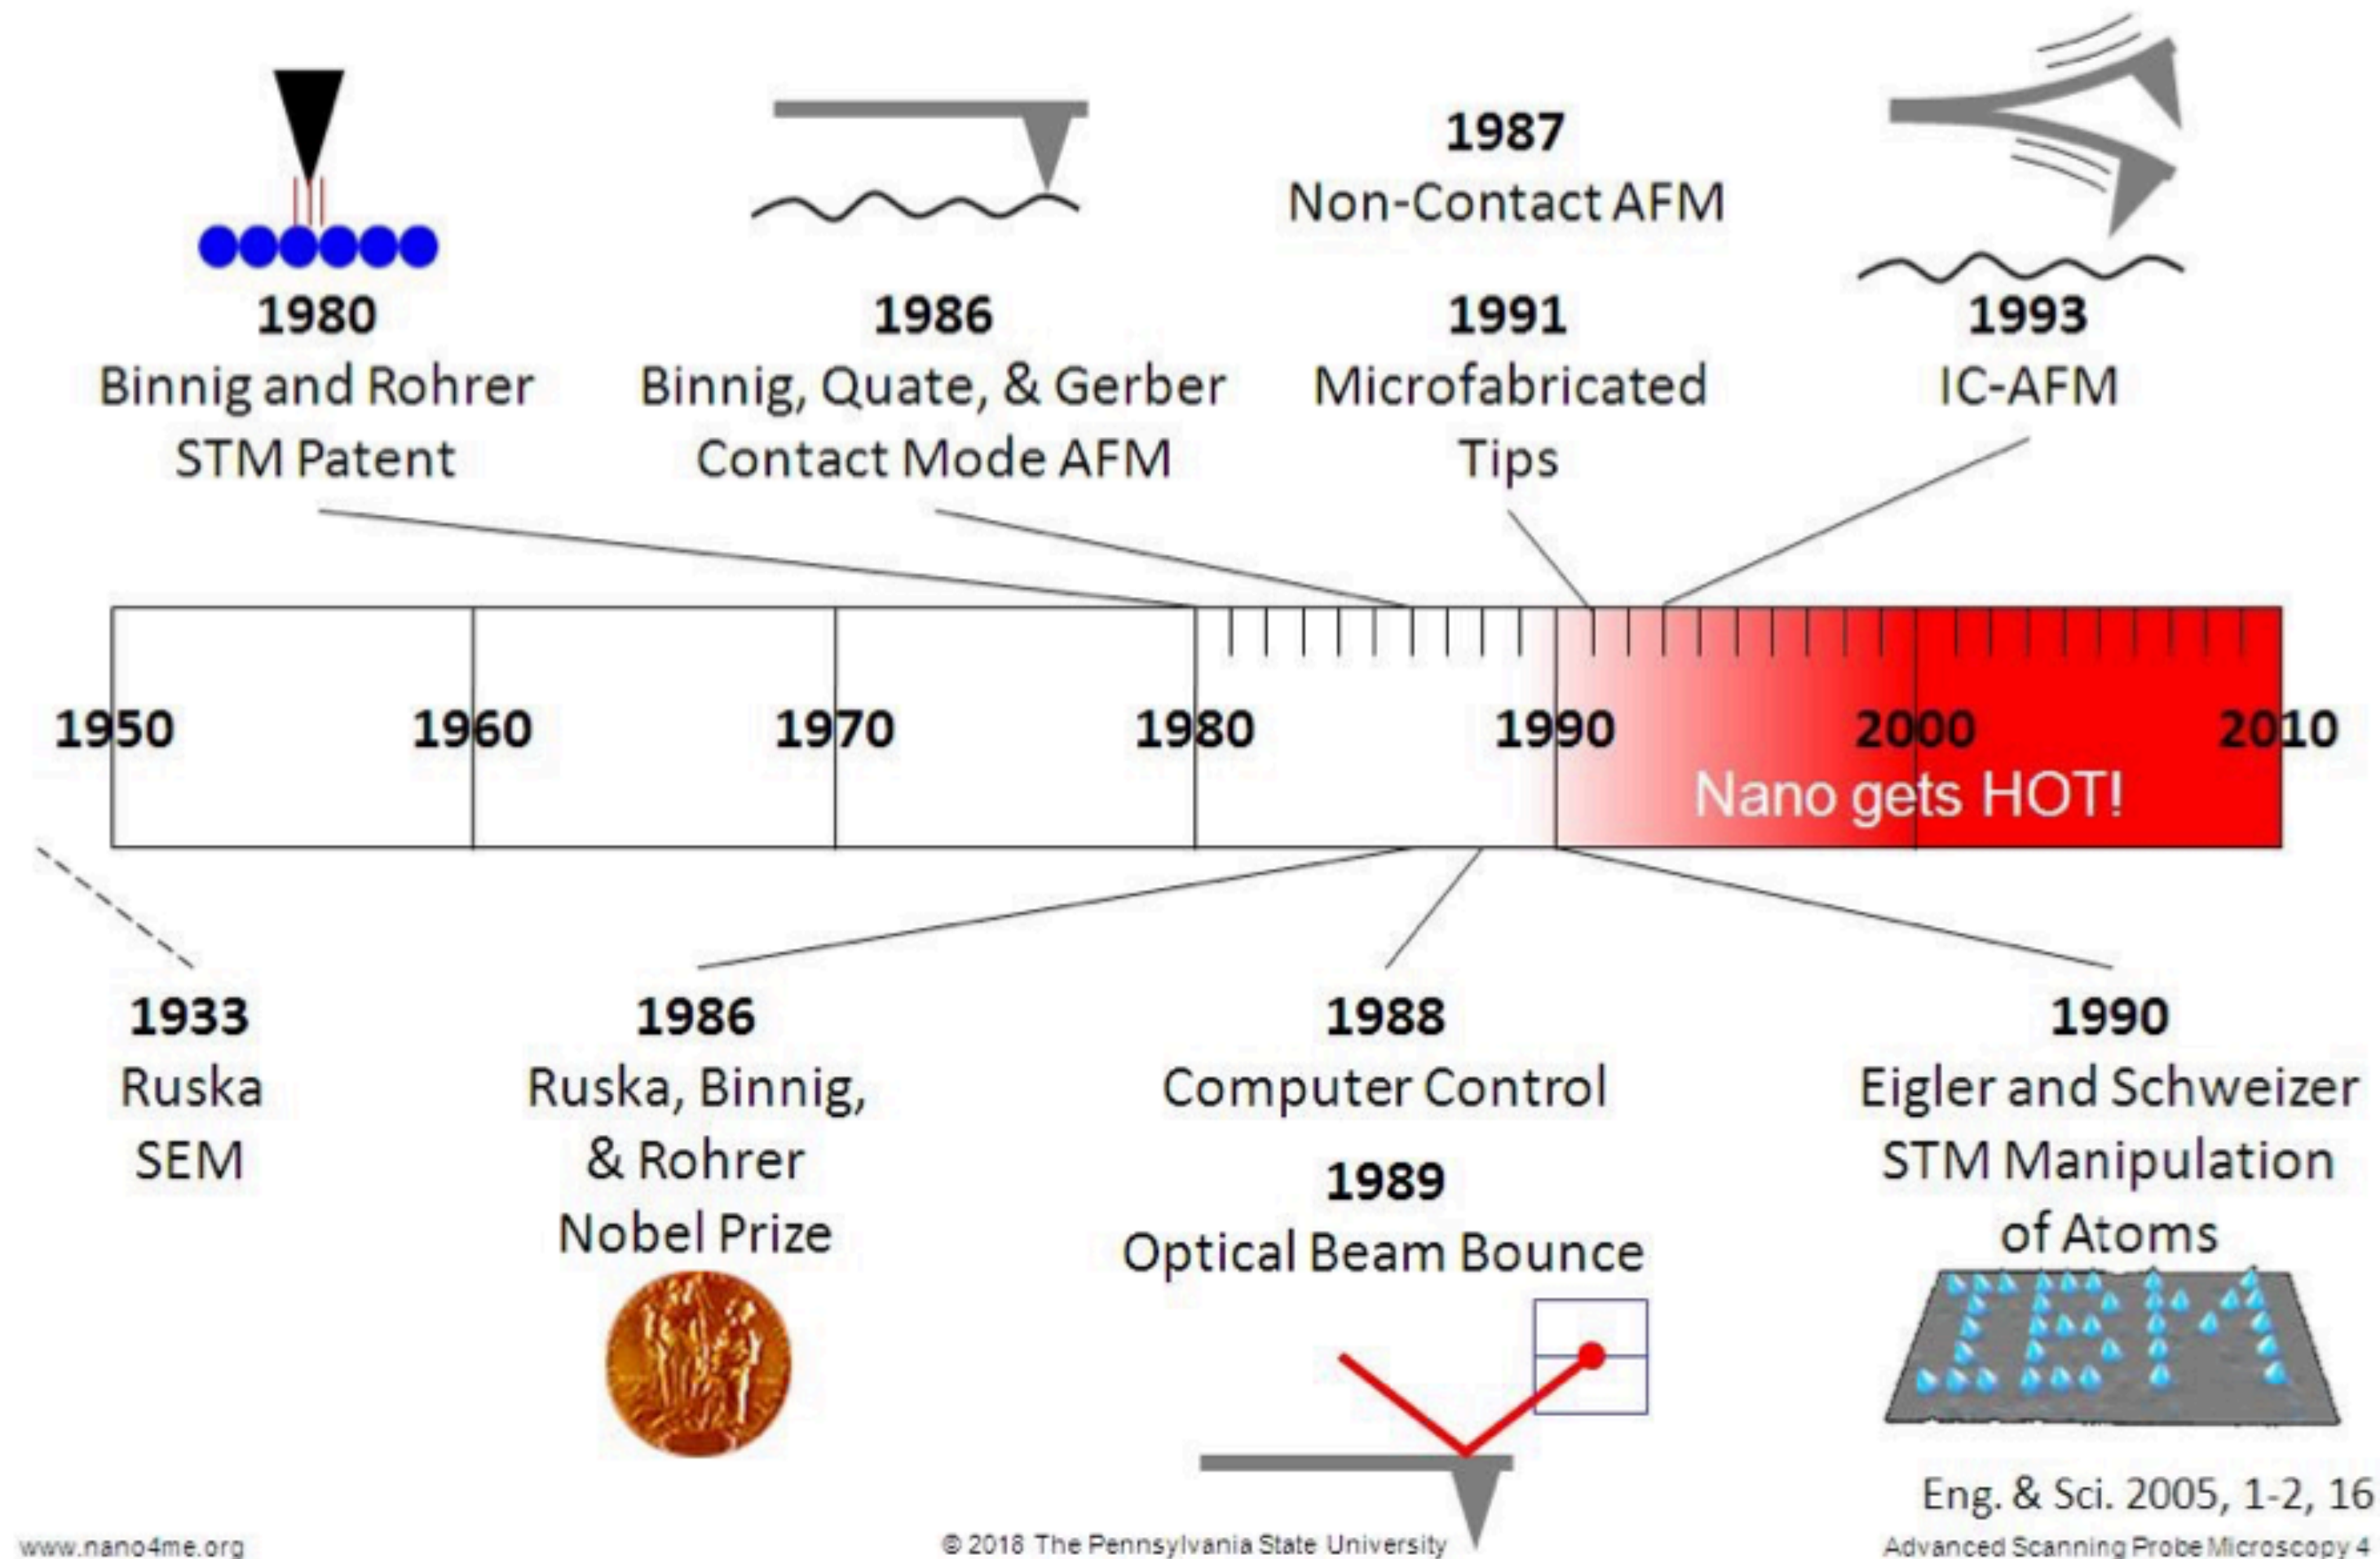 1980
Binnig and Rohrer
STM Patent
1986
Binnig, Quate, & Gerber
Contact Mode AFM
1987
Non-Contact AFM
1991
Microfabricated
Tips
1993
IC-AFM
1950 1960 1970 1980 1990 2000 2010
Nano gets HOT!
1933
Ruska
SEM
1986
Ruska, Binnig,
& Rohrer
Nobel Prize
1988
Computer Control
1989
Optical Beam Bounce
1990
Eigler and Schweizer
STM Manipulation
of Atoms
IBM
Eng. & Sci. 2005, 1-2, 16
www.nano4me.org
© 2018 The Pennsylvania State University
Advanced Scanning Probe Microscopy 4